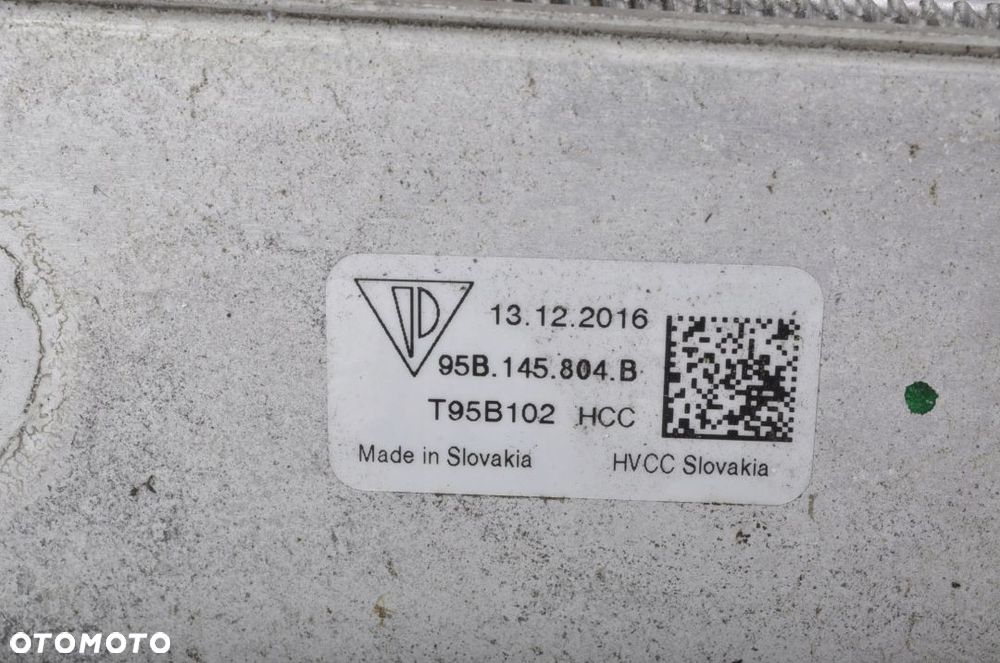 13.12.2016
95B.145.804.B
T95B102 HCC
Made in Slovakia HVCC Slovakia
OTOMOTO